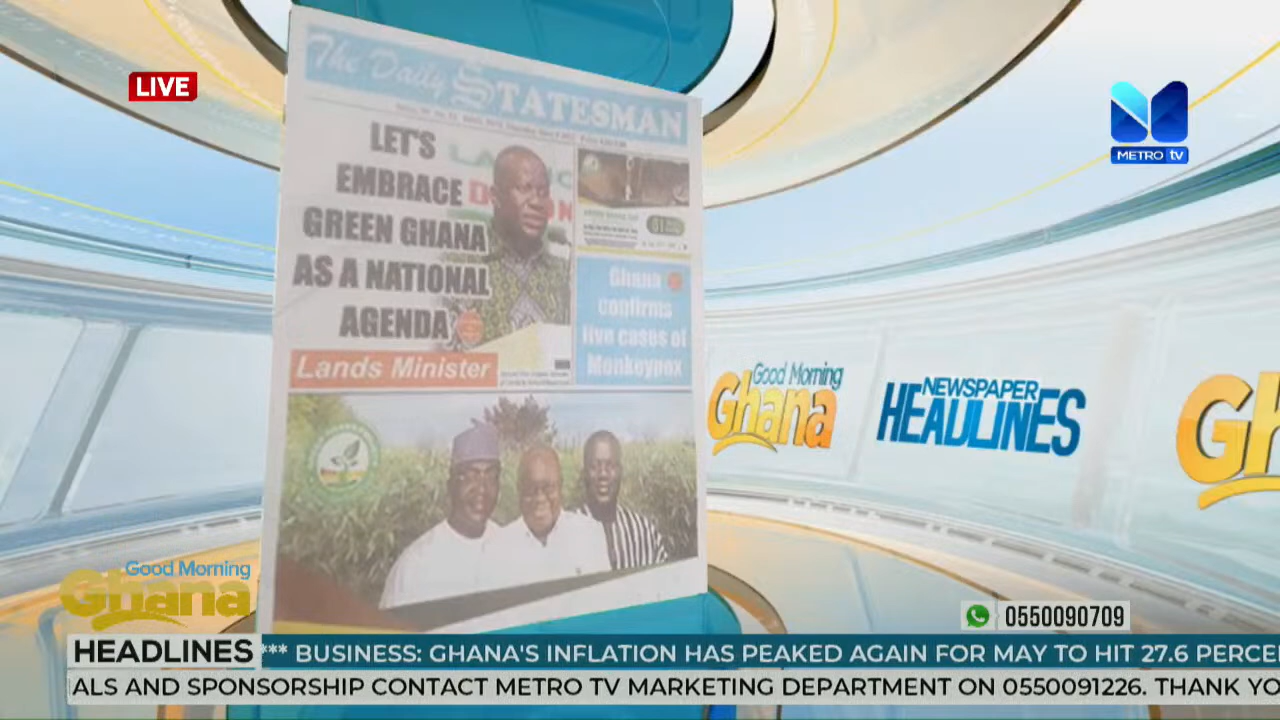 LIVE
METRO tv
The Daily STATESMAN
LET'S
EMBRACE
GREEN GHANA
AS A NATIONAL
AGENDA
Lands Minister
Ghana
confirms
five cases of
Monkeypox
Good Morning
Ghana
NEWSPAPER
HEADLINES
Gh
Good Morning
Ghana
0550090709
HEADLINES
*** BUSINESS: GHANA'S INFLATION HAS PEAKED AGAIN FOR MAY TO HIT 27.6 PERCE
ALS AND SPONSORSHIP CONTACT METRO TV MARKETING DEPARTMENT ON 0550091226. THANK YO